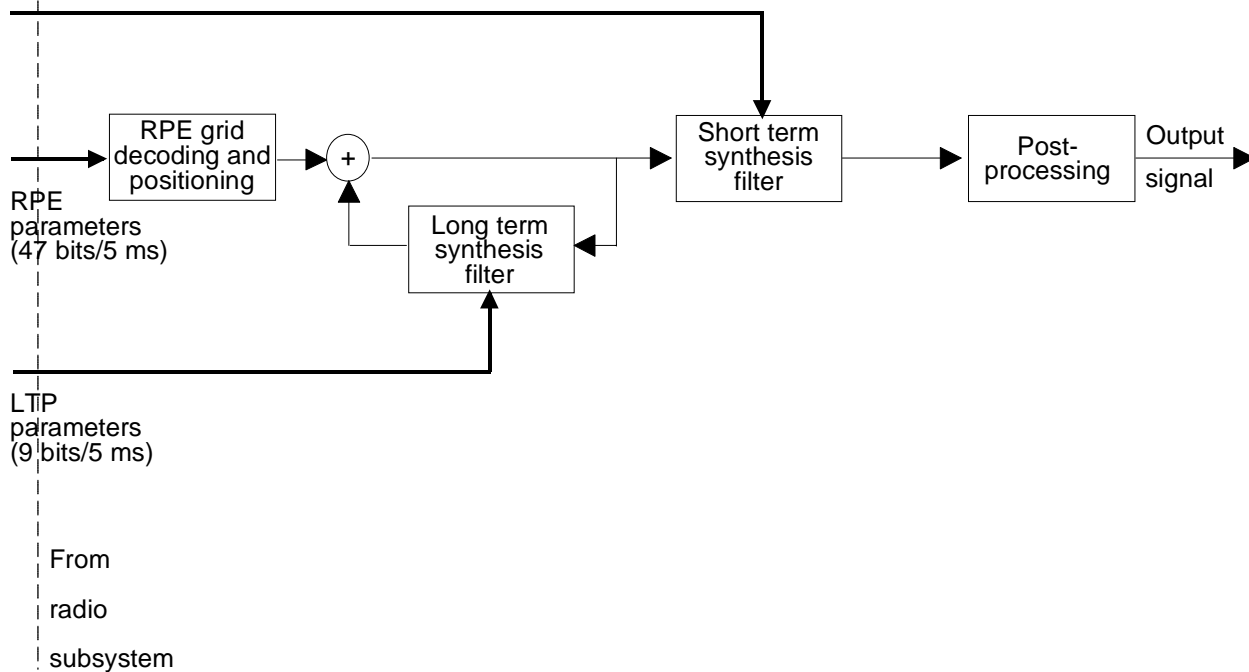 RPE grid
decoding and
positioning
+
Short term
synthesis
filter
Post-
processing
Output
signal
RPE
parameters
(47 bits/5 ms)
Long term
synthesis
filter
LTP
parameters
(9 bits/5 ms)
From
radio
subsystem